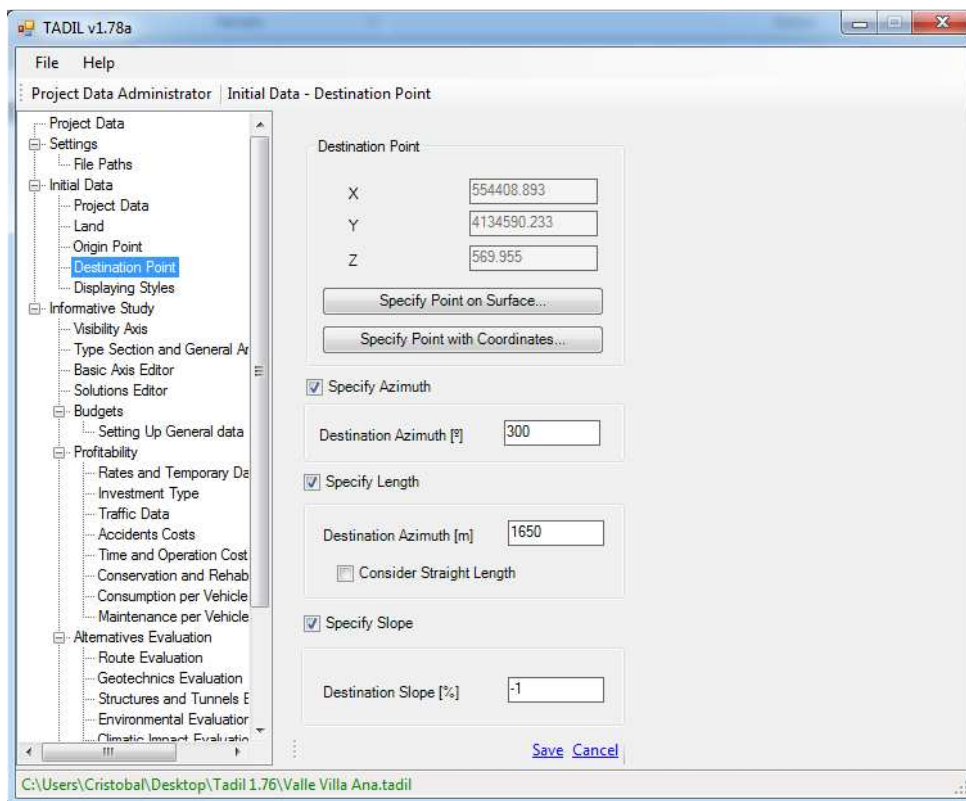 TADIL v1.78a
File Help
Project Data Administrator Initial Data - Destination Point
Project Data
Settings
File Paths
Initial Data
Project Data
Land
Origin Point
Destination Point
Displaying Styles
Informative Study
Visibility Axis
Type Section and General Ar
Basic Axis Editor
Solutions Editor
Budgets
Setting Up General data
Profitability
Rates and Temporary Da
Investment Type
Traffic Data
Accidents Costs
Time and Operation Cost
Conservation and Rehab
Consumption per Vehicle
Maintenance per Vehicle
Alternatives Evaluation
Route Evaluation
Geotechnics Evaluation
Structures and Tunnels E
Environmental Evaluation
Climatic Impact Evaluatio
Destination Point
X 554408.893
Y 4134590.233
Z 569.955
Specify Point on Surface...
Specify Point with Coordinates...
Specify Azimuth
Destination Azimuth [º] 300
Specify Length
Destination Azimuth [m] 1650
Consider Straight Length
Specify Slope
Destination Slope [%] -1
Save Cancel
C:\Users\Cristobal\Desktop\Tadil 1.76\Valle Villa Ana.tadil